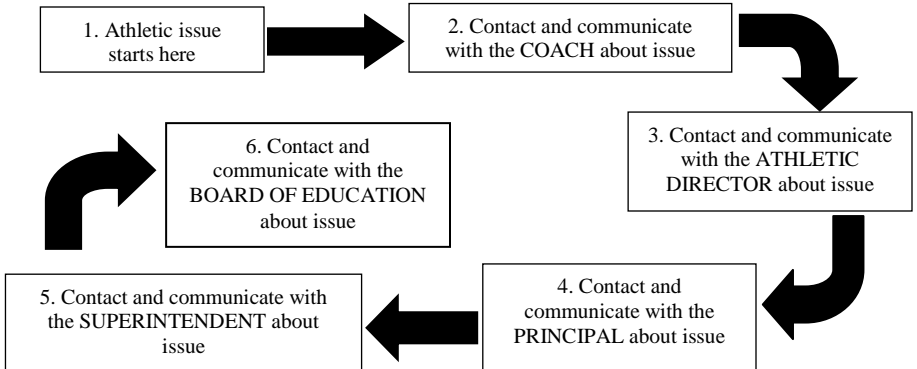 1. Athletic issue
starts here
2. Contact and communicate
with the COACH about issue
3. Contact and communicate
with the ATHLETIC
DIRECTOR about issue
4. Contact and
communicate with the
PRINCIPAL about issue
5. Contact and communicate with
the SUPERINTENDENT about
issue
6. Contact and
communicate with the
BOARD OF EDUCATION
about issue